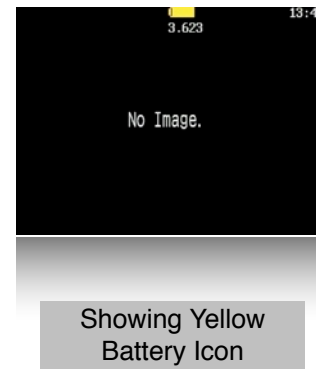 13:4
3.623
No Image.
Showing Yellow
Battery Icon